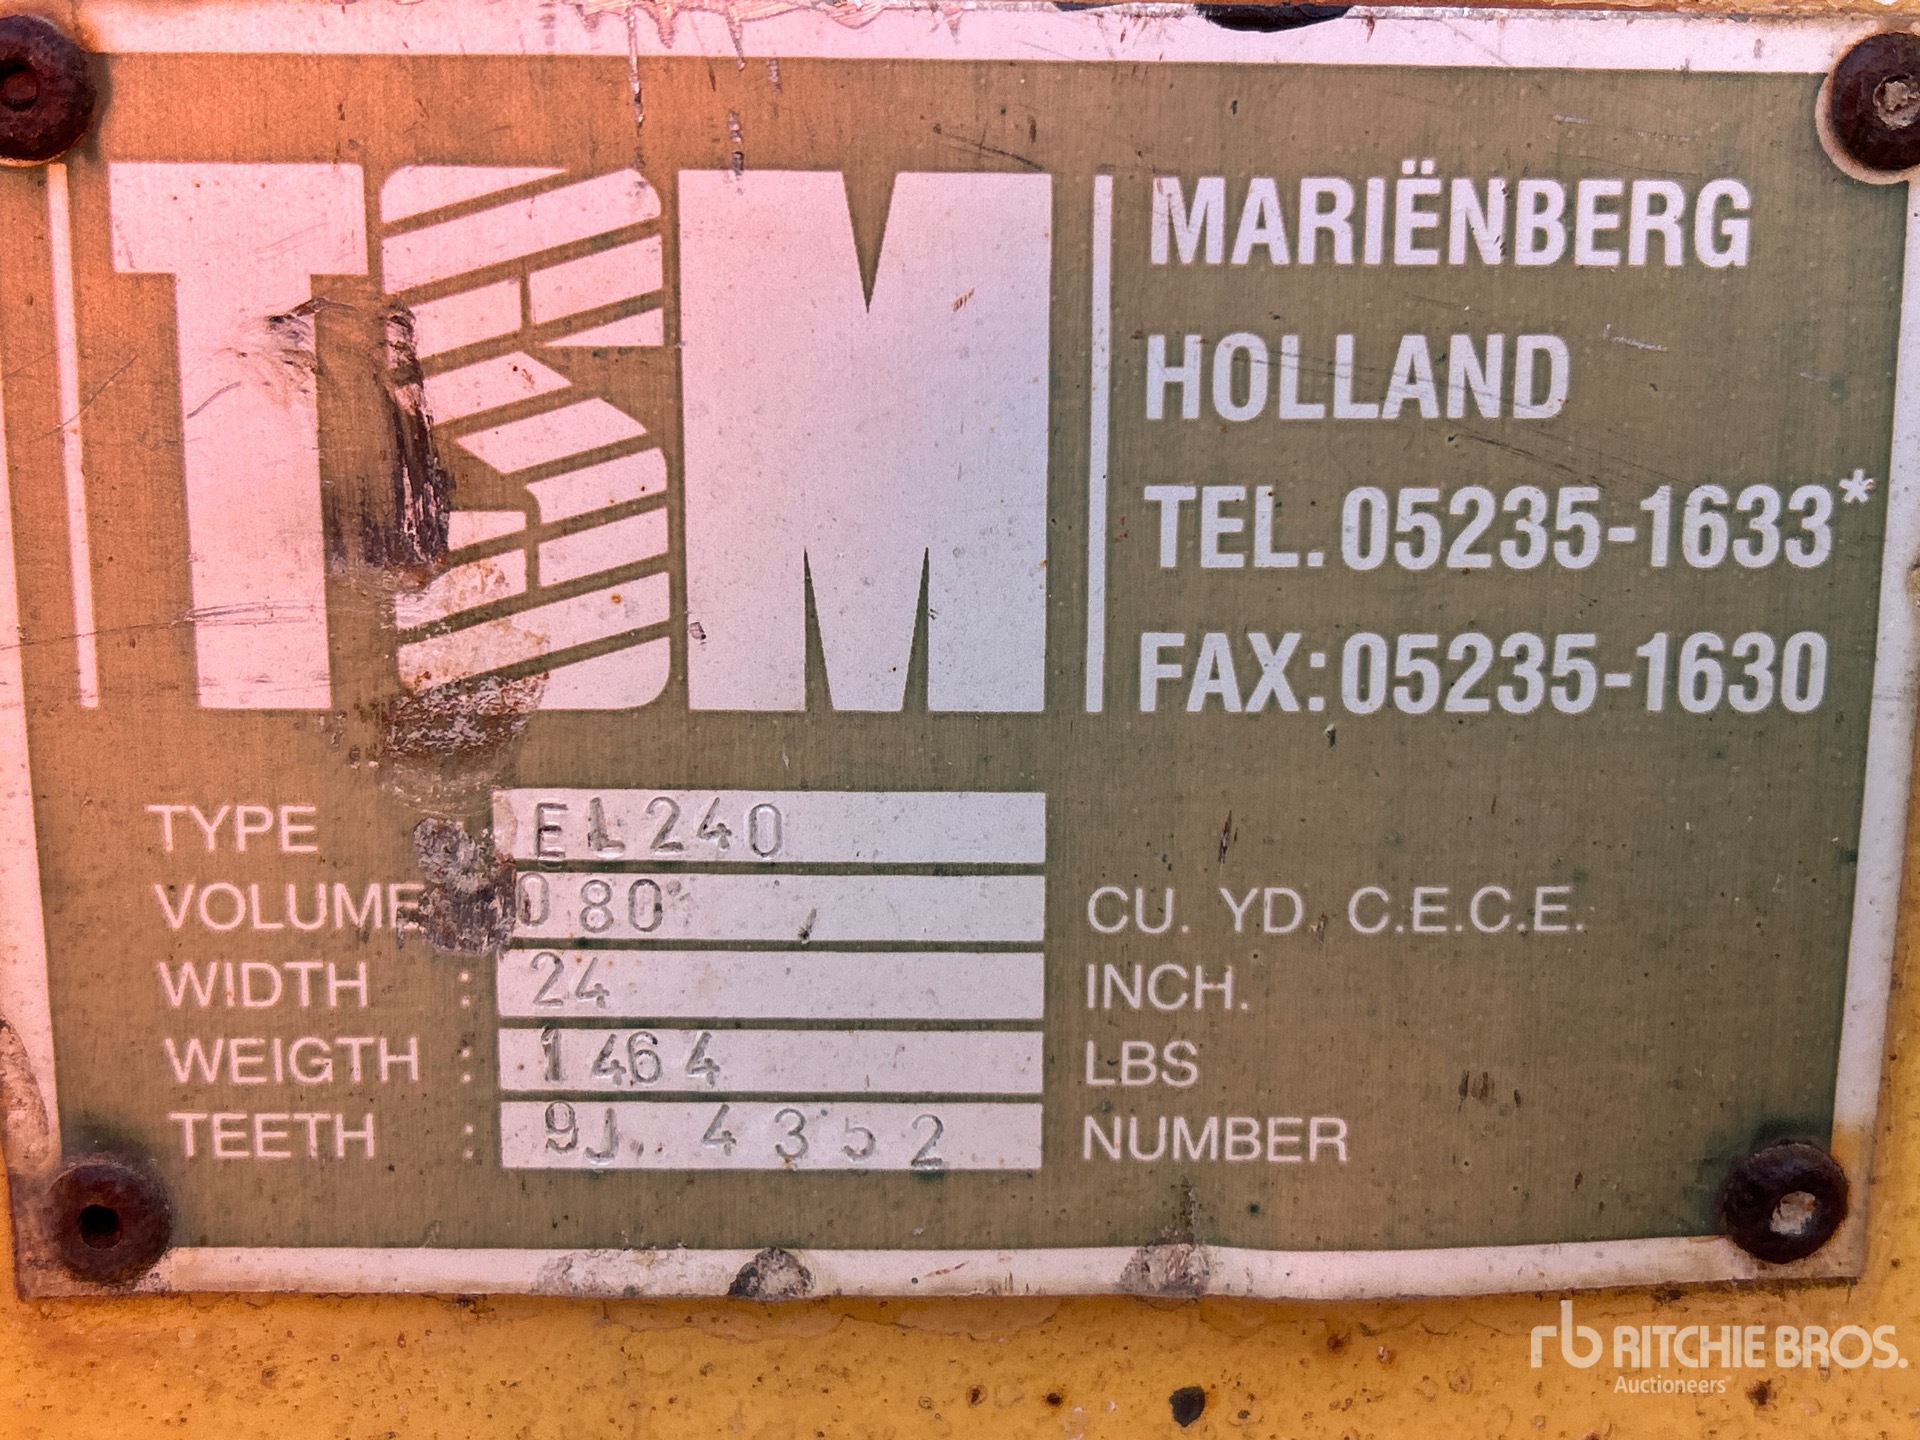 TSM
MARIËNBERG
HOLLAND
TEL. 05235-1633*
FAX: 05235-1630
TYPE EL240
VOLUME 080 CU. YD. C.E.C.E.
WIDTH : 24 INCH.
WEIGTH : 1464 LBS
TEETH : 9J. 4352 NUMBER
rb RITCHIE BROS.
Auctioneers